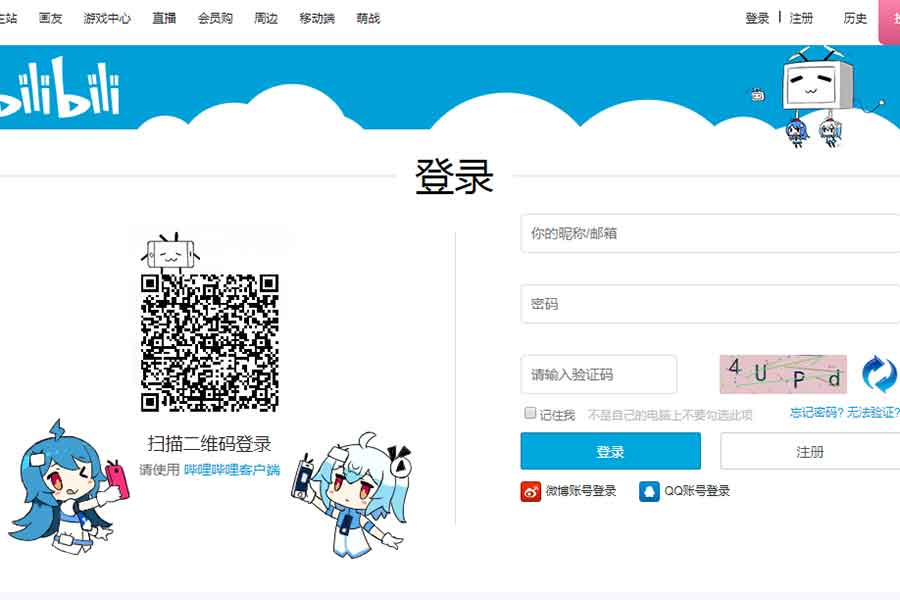 主站 画友 游戏中心 直播 会员购 周边 移动端 萌战
登录 | 注册 历史
bilibili
登录
你的昵称/邮箱
密码
请输入验证码
4 U P d
记住我 不是自己的电脑上不要勾选此项
忘记密码? 无法验证?
登录
注册
微博账号登录
QQ账号登录
扫描二维码登录
请使用 哔哩哔哩客户端